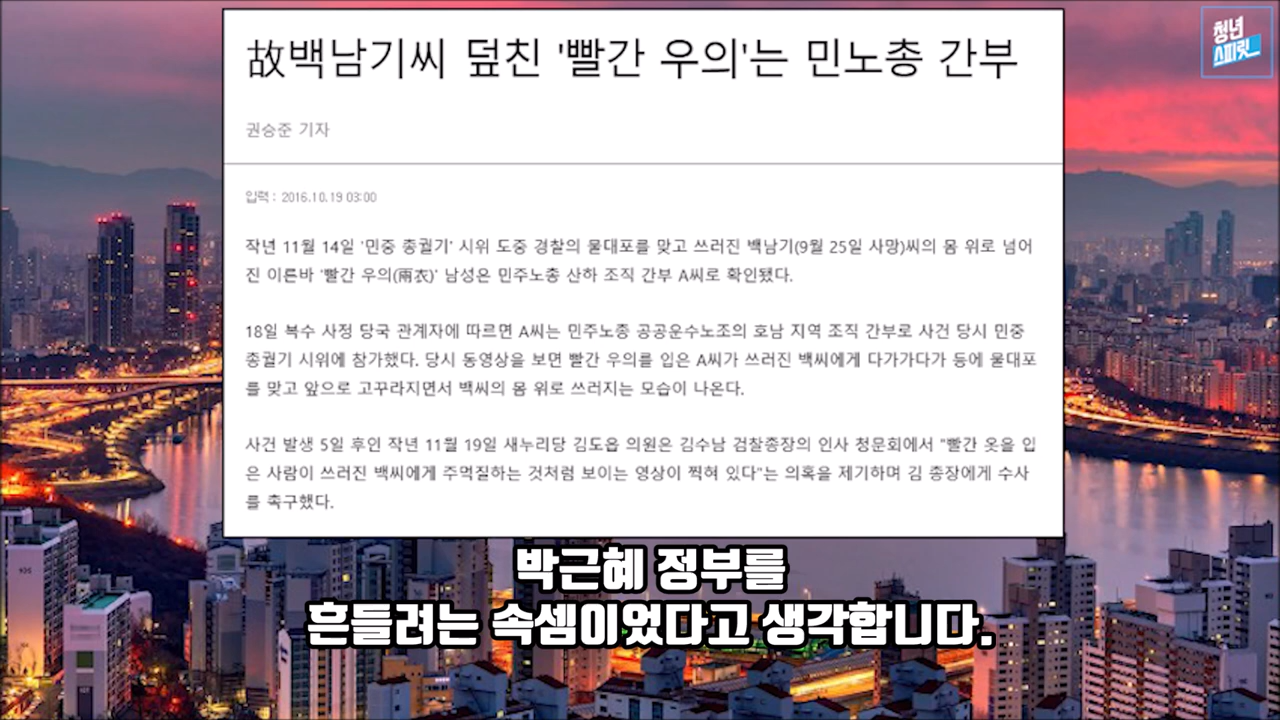 청년
스피릿
故백남기씨 덮친 '빨간 우의'는 민노총 간부
권승준 기자
입력 : 2016.10.19 03:00
작년 11월 14일 '민중 총궐기' 시위 도중 경찰의 물대포를 맞고 쓰러진 백남기(9월 25일 사망)씨의 몸 위로 넘어
진 이른바 '빨간 우의(雨衣)' 남성은 민주노총 산하 조직 간부 A씨로 확인됐다.
18일 복수 사정 당국 관계자에 따르면 A씨는 민주노총 공공운수노조의 호남 지역 조직 간부로 사건 당시 민중
총궐기 시위에 참가했다. 당시 동영상을 보면 빨간 우의를 입은 A씨가 쓰러진 백씨에게 다가가다가 등에 물대포
를 맞고 앞으로 고꾸라지면서 백씨의 몸 위로 쓰러지는 모습이 나온다.
사건 발생 5일 후인 작년 11월 19일 새누리당 김도읍 의원은 김수남 검찰총장의 인사 청문회에서 "빨간 옷을 입
은 사람이 쓰러진 백씨에게 주먹질하는 것처럼 보이는 영상이 찍혀 있다"는 의혹을 제기하며 김 총장에게 수사
를 촉구했다.
박근혜 정부를
흔들려는 속셈이었다고 생각합니다.